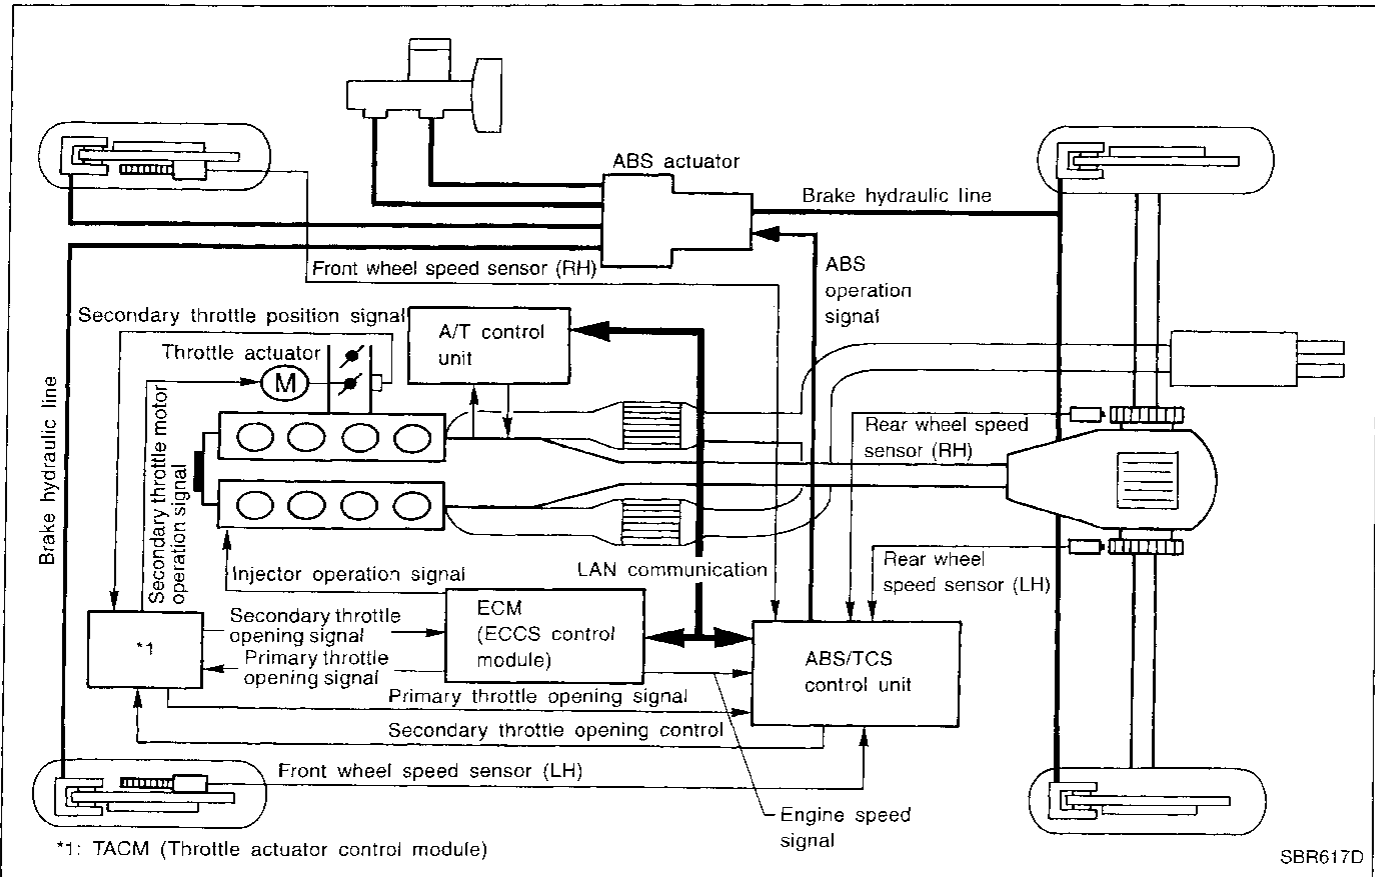 ABS actuator
Brake hydraulic line
Front wheel speed sensor (RH)
ABS
operation
signal
Secondary throttle position signal
A/T control
unit
Throttle actuator
M
Brake hydraulic line
Secondary throttle motor
operation signal
Rear wheel speed
sensor (RH)
Rear wheel
speed sensor (LH)
Injector operation signal
LAN communication
Secondary throttle
opening signal
ECM
(ECCS control
module)
*1
Primary throttle
opening signal
ABS/TCS
control unit
Primary throttle opening signal
Secondary throttle opening control
Front wheel speed sensor (LH)
Engine speed
signal
*1: TACM (Throttle actuator control module)
SBR617D